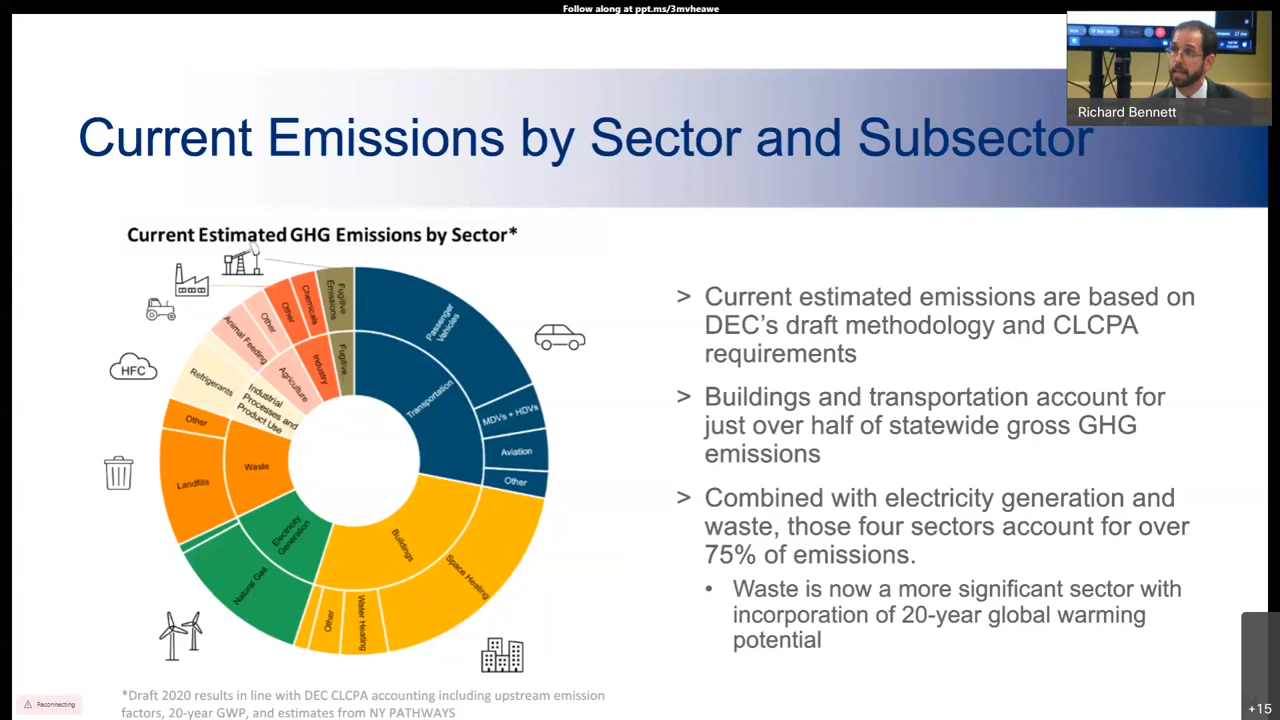 Follow along at ppt.ms/3mvheawe
Richard Bennett
Current Emissions by Sector and Subsector
Current Estimated GHG Emissions by Sector*
Fugitive
Emissions
Chemicals
Other
Other
Animal Feeding
Refrigerants
Other
Landfills
Natural Gas
Other
Water Heating
Space Heating
Other
Aviation
MDVs + HDVs
Passenger
Vehicles
Transportation
Fugitive...
Industry
Agriculture
Industrial
Processes and
Product Use
Waste
Electricity
Generation
Buildings
HFC
> Current estimated emissions are based on
DEC's draft methodology and CLCPA
requirements
> Buildings and transportation account for
just over half of statewide gross GHG
emissions
> Combined with electricity generation and
waste, those four sectors account for over
75% of emissions.
• Waste is now a more significant sector with
incorporation of 20-year global warming
potential
*Draft 2020 results in line with DEC CLCPA accounting including upstream emission
factors, 20-year GWP, and estimates from NY PATHWAYS
Reconnecting
+15